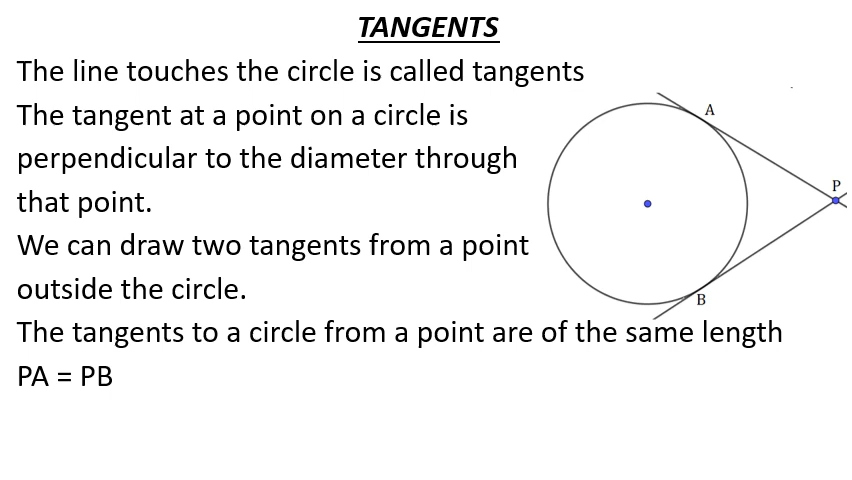 TANGENTS
The line touches the circle is called tangents
The tangent at a point on a circle is
perpendicular to the diameter through
that point.
We can draw two tangents from a point
outside the circle.
The tangents to a circle from a point are of the same length
PA = PB
A
P
B